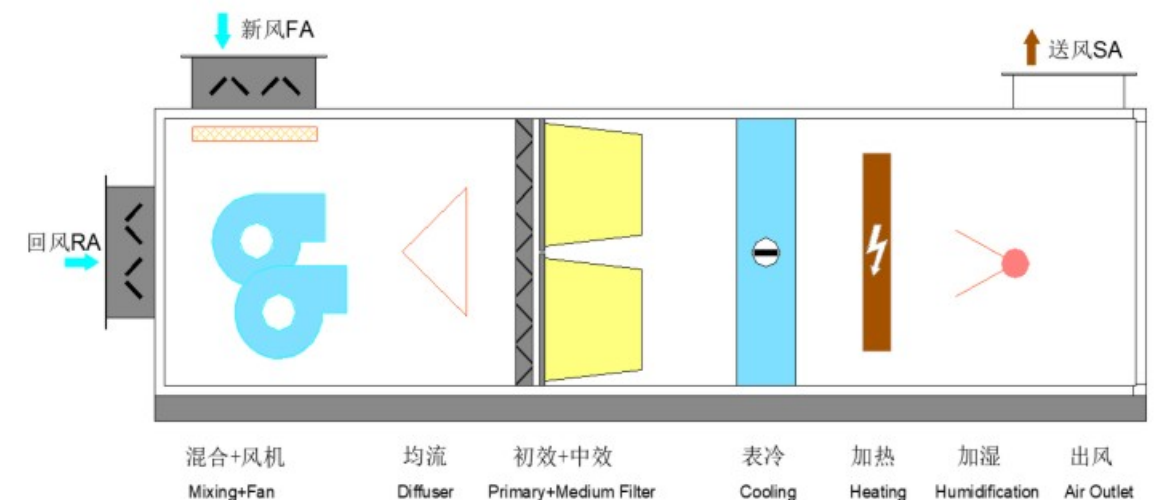 新风FA
送风SA
回风RA
混合+风机 均流 初效+中效 表冷 加热 加湿 出风
Mixing+Fan Diffuser Primary+Medium Filter Cooling Heating Humidification Air Outlet